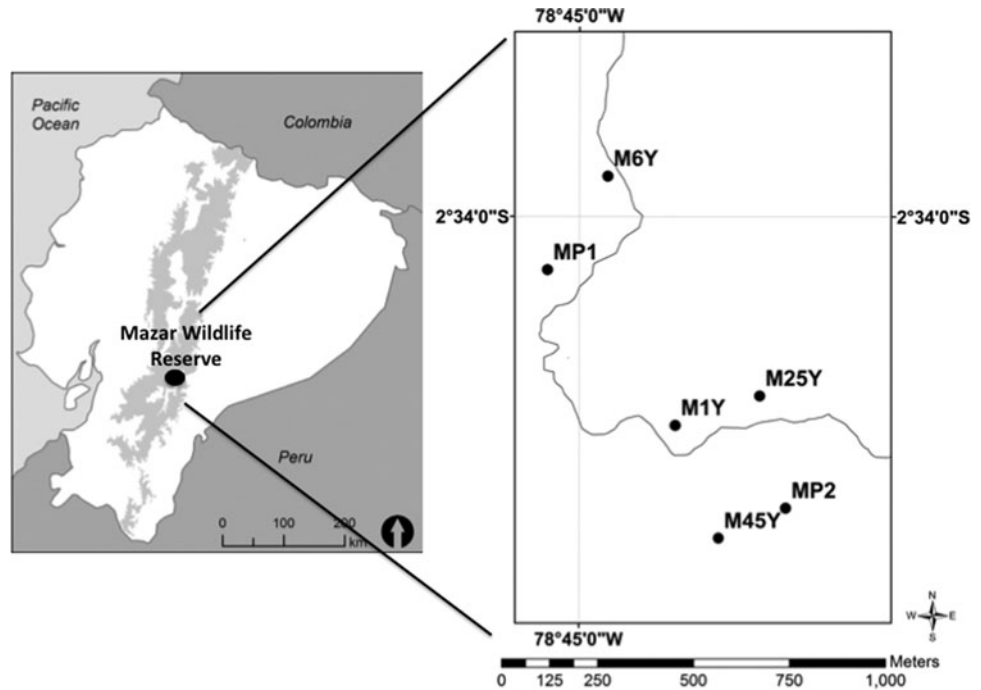 Pacific
Ocean
Colombia
Mazar Wildlife
Reserve
Peru
0 100 200
km
78°45'0"W
M6Y
2°34'0"S
2°34'0"S
MP1
M25Y
M1Y
MP2
M45Y
78°45'0"W
N
W E
S
Meters
0 125 250 500 750 1,000